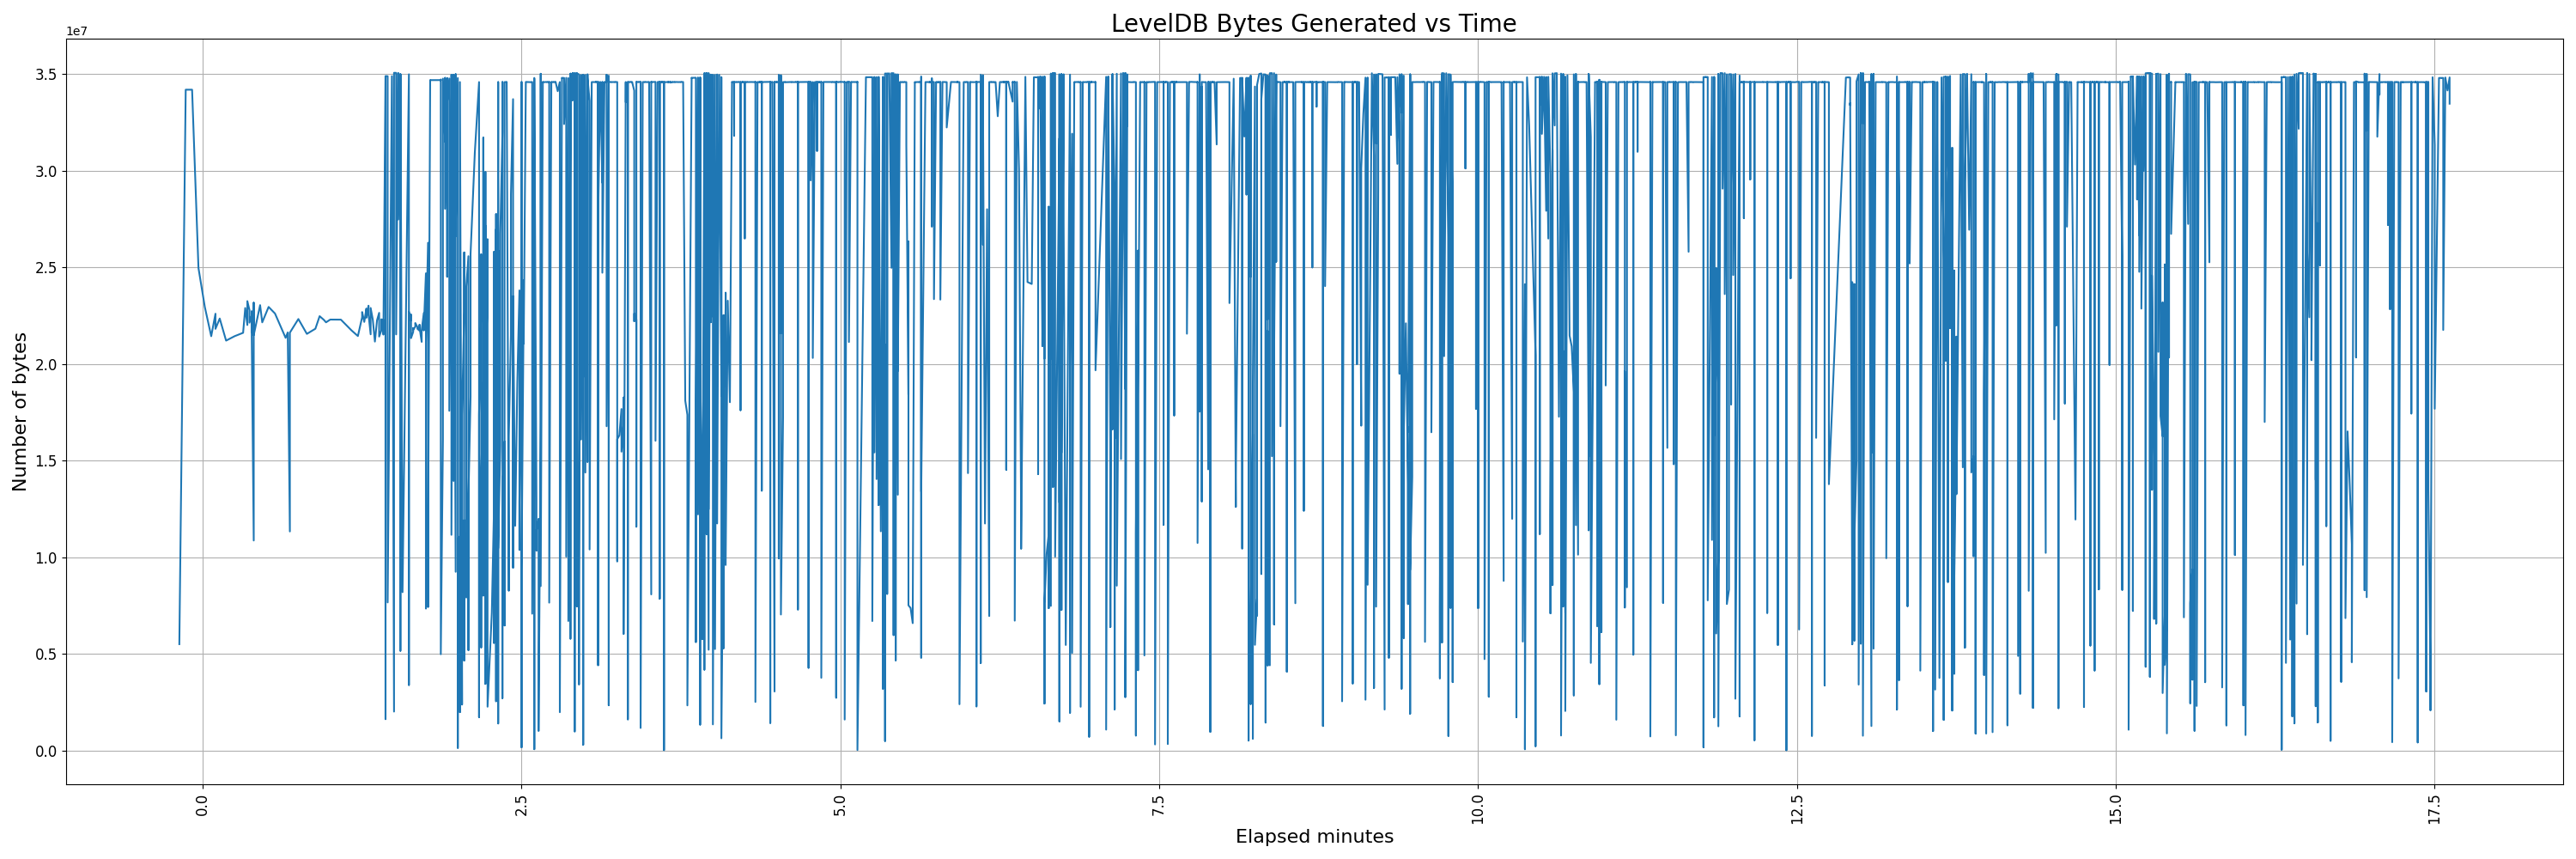 LevelDB Bytes Generated vs Time
1e7
3.5
3.0
2.5
2.0
1.5
1.0
0.5
0.0
Number of bytes
0.0 2.5 5.0 7.5 10.0 12.5 15.0 17.5
Elapsed minutes